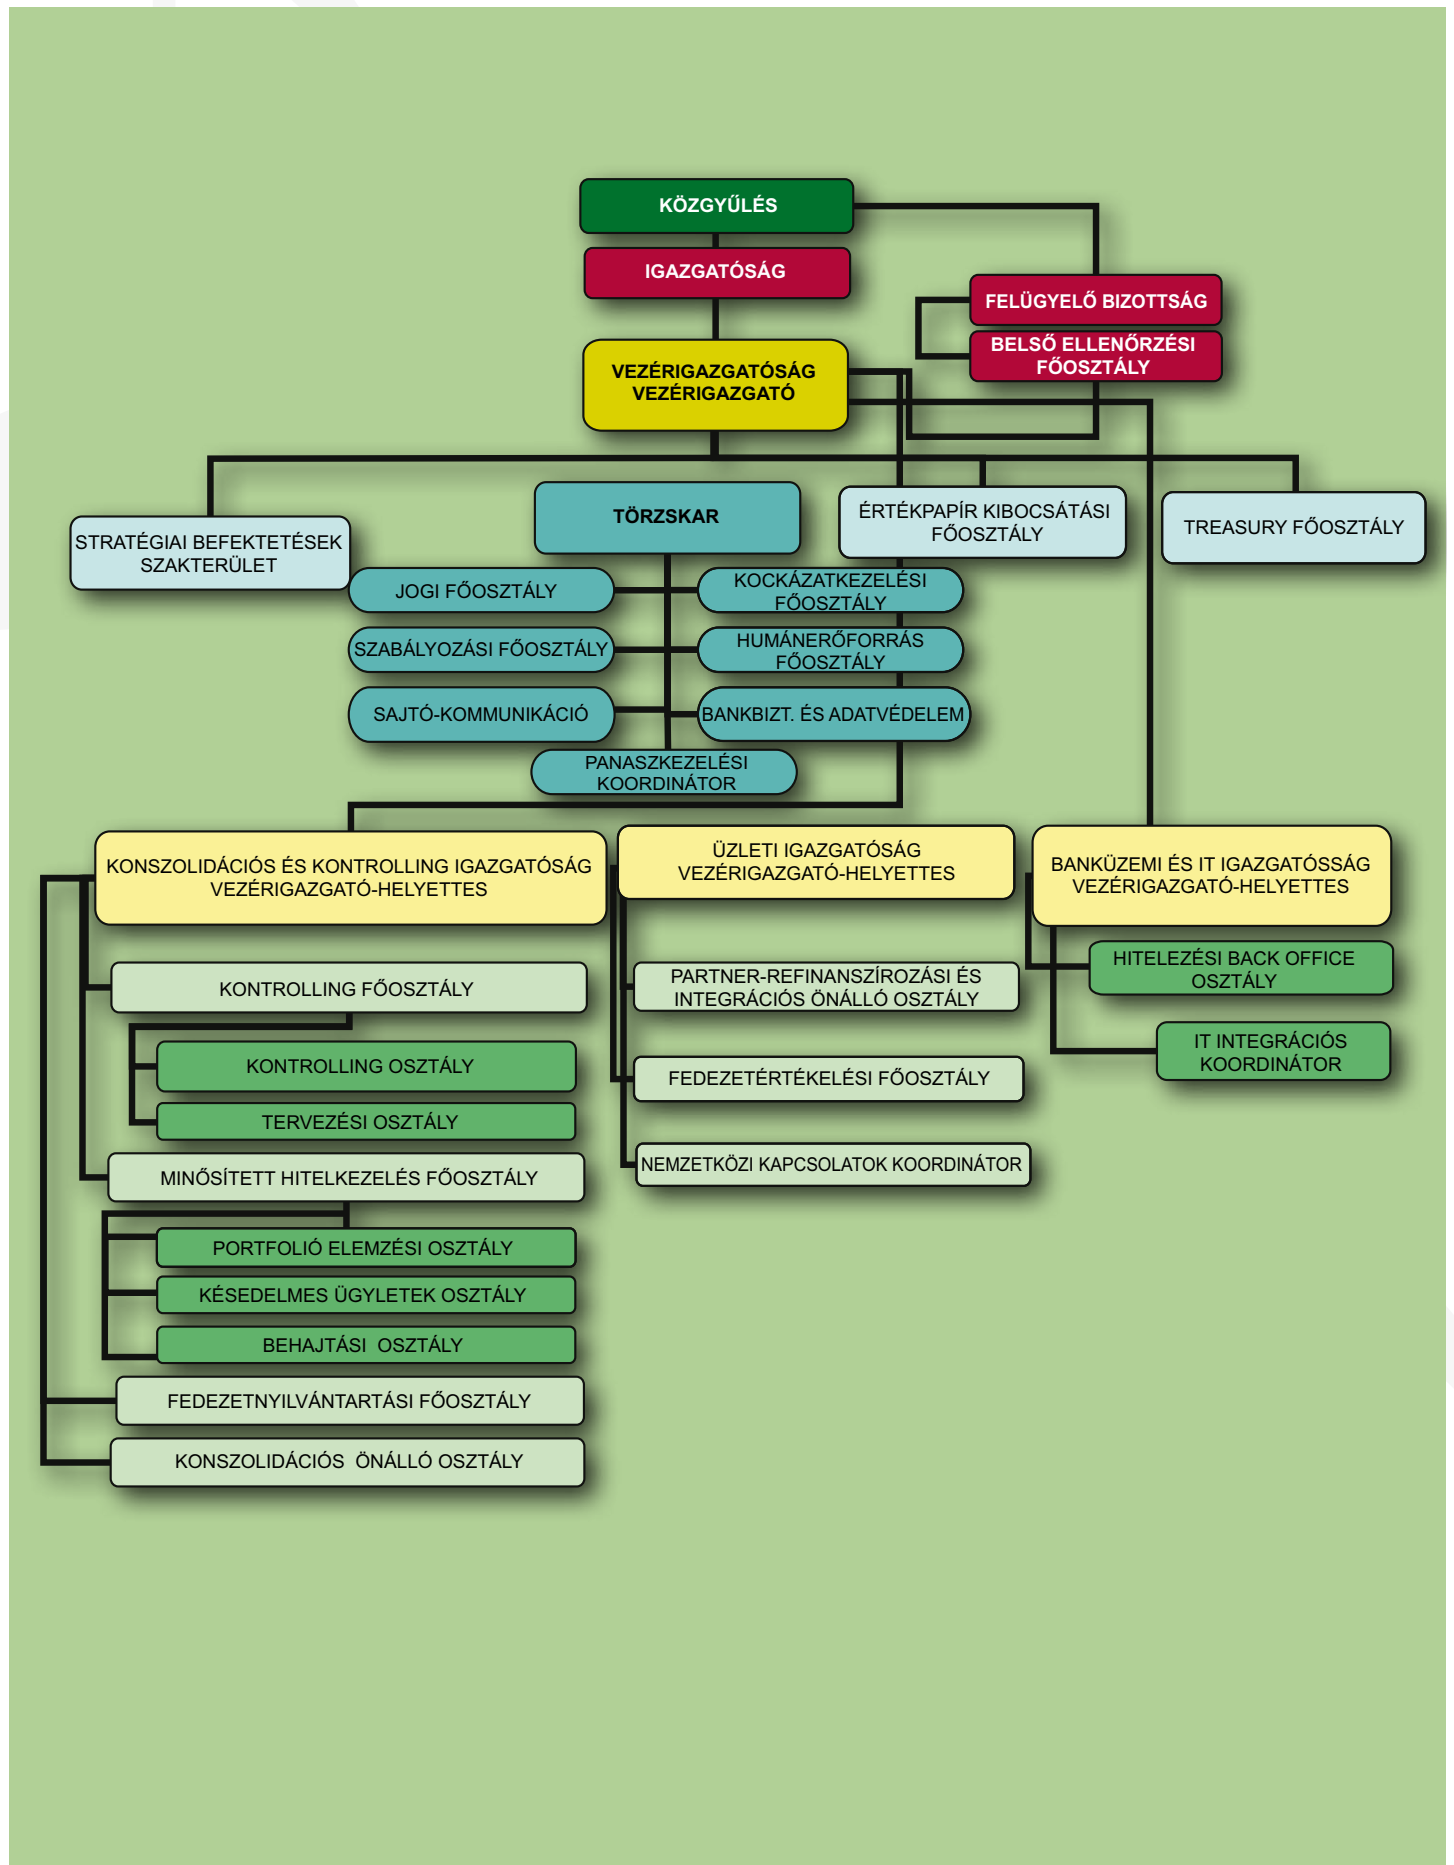 KÖZGYŰLÉS
IGAZGATÓSÁG
FELÜGYELŐ BIZOTTSÁG
BELSŐ ELLENŐRZÉSI
FŐOSZTÁLY
VEZÉRIGAZGATÓSÁG
VEZÉRIGAZGATÓ
STRATÉGIAI BEFEKTETÉSEK
SZAKTERÜLET
TÖRZSKAR
ÉRTÉKPAPÍR KIBOCSÁTÁSI
FŐOSZTÁLY
TREASURY FŐOSZTÁLY
JOGI FŐOSZTÁLY
KOCKÁZATKEZELÉSI
FŐOSZTÁLY
SZABÁLYOZÁSI FŐOSZTÁLY
HUMÁNERŐFORRÁS
FŐOSZTÁLY
SAJTÓ-KOMMUNIKÁCIÓ
BANKBIZT. ÉS ADATVÉDELEM
PANASZKEZELÉSI
KOORDINÁTOR
KONSZOLIDÁCIÓS ÉS KONTROLLING IGAZGATÓSÁG
VEZÉRIGAZGATÓ-HELYETTES
ÜZLETI IGAZGATÓSÁG
VEZÉRIGAZGATÓ-HELYETTES
BANKÜZEMI ÉS IT IGAZGATÓSSÁG
VEZÉRIGAZGATÓ-HELYETTES
KONTROLLING FŐOSZTÁLY
KONTROLLING OSZTÁLY
TERVEZÉSI OSZTÁLY
MINŐSÍTETT HITELKEZELÉS FŐOSZTÁLY
PORTFOLIÓ ELEMZÉSI OSZTÁLY
KÉSEDELMES ÜGYLETEK OSZTÁLY
BEHAJTÁSI OSZTÁLY
FEDEZETNYILVÁNTARTÁSI FŐOSZTÁLY
KONSZOLIDÁCIÓS ÖNÁLLÓ OSZTÁLY
PARTNER-REFINANSZÍROZÁSI ÉS
INTEGRÁCIÓS ÖNÁLLÓ OSZTÁLY
FEDEZETÉRTÉKELÉSI FŐOSZTÁLY
NEMZETKÖZI KAPCSOLATOK KOORDINÁTOR
HITELEZÉSI BACK OFFICE
OSZTÁLY
IT INTEGRÁCIÓS
KOORDINÁTOR